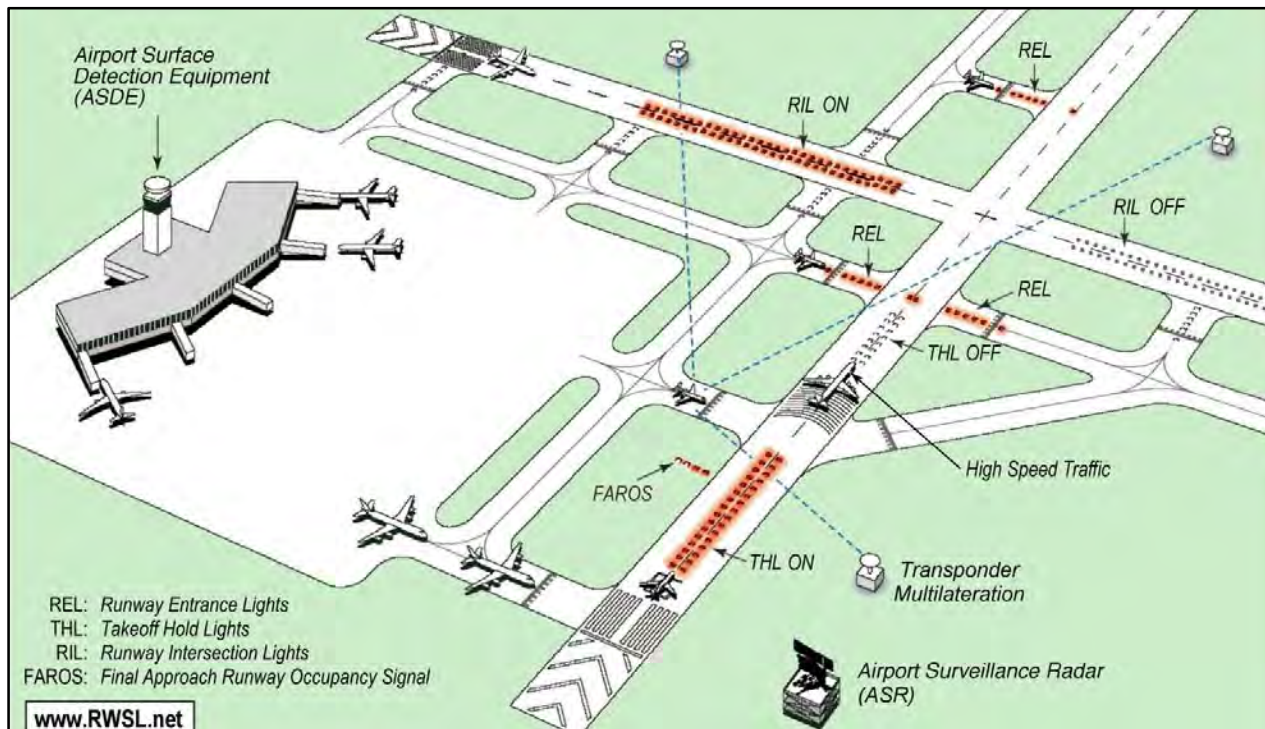 Airport Surface
Detection Equipment
(ASDE)
REL
RIL ON
RIL OFF
REL
REL
THL OFF
High Speed Traffic
FAROS
THL ON
Transponder
Multilateration
REL: Runway Entrance Lights
THL: Takeoff Hold Lights
RIL: Runway Intersection Lights
FAROS: Final Approach Runway Occupancy Signal
Airport Surveillance Radar
(ASR)
www.RWSL.net